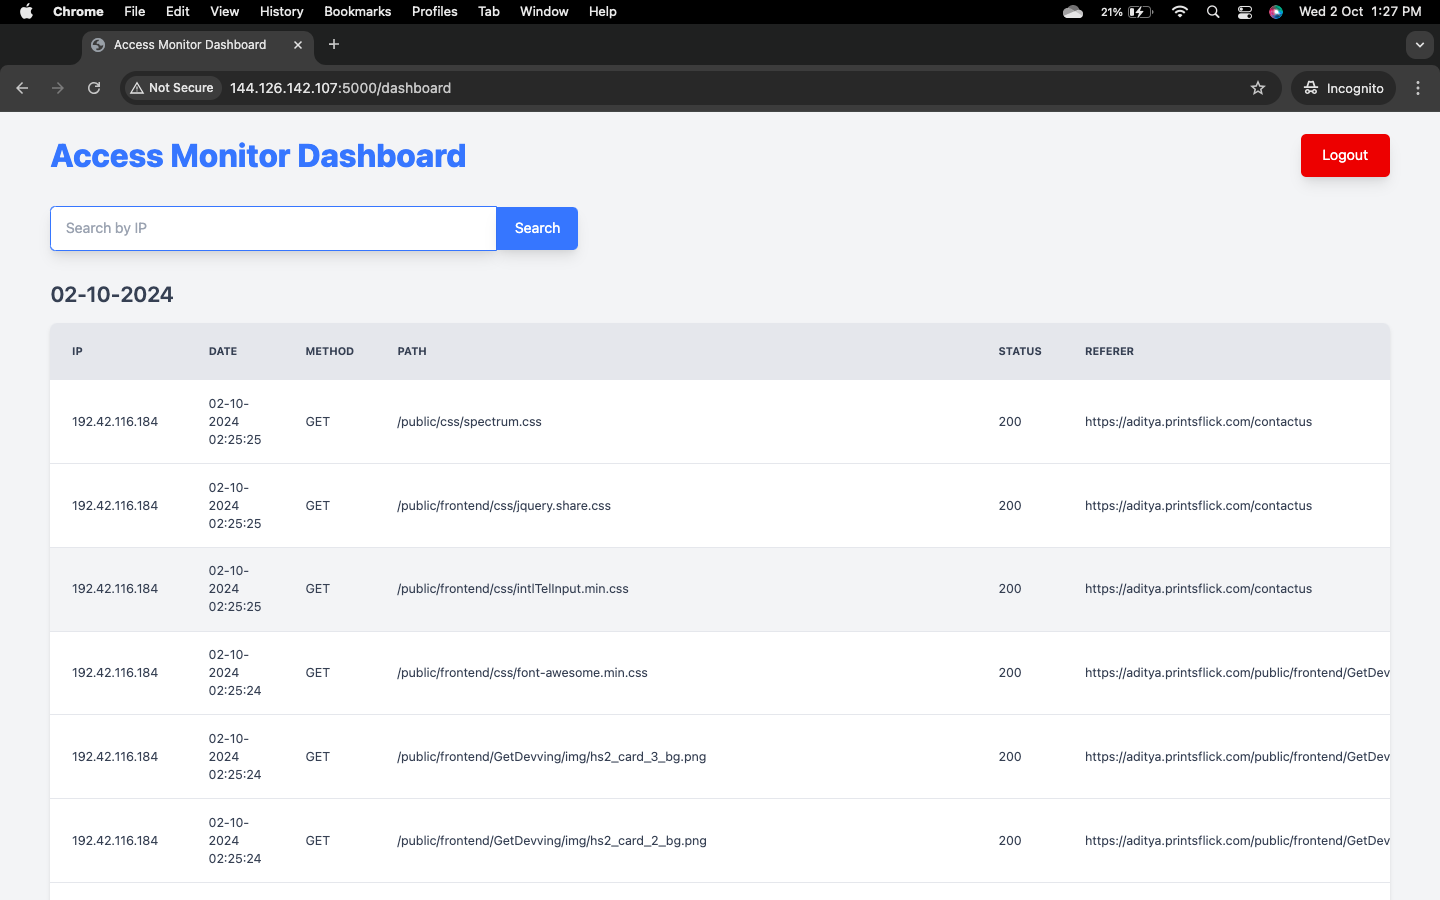 Chrome File Edit View History Bookmarks Profiles Tab Window Help 21% Wed 2 Oct 1:27 PM
Access Monitor Dashboard
Not Secure 144.126.142.107:5000/dashboard Incognito
Access Monitor Dashboard Logout
Search by IP Search
02-10-2024
IP DATE METHOD PATH STATUS REFERER
192.42.116.184 02-10-2024 02:25:25 GET /public/css/spectrum.css 200 https://aditya.printsflick.com/contactus
192.42.116.184 02-10-2024 02:25:25 GET /public/frontend/css/jquery.share.css 200 https://aditya.printsflick.com/contactus
192.42.116.184 02-10-2024 02:25:25 GET /public/frontend/css/intlTelInput.min.css 200 https://aditya.printsflick.com/contactus
192.42.116.184 02-10-2024 02:25:24 GET /public/frontend/css/font-awesome.min.css 200 https://aditya.printsflick.com/public/frontend/GetDev
192.42.116.184 02-10-2024 02:25:24 GET /public/frontend/GetDevving/img/hs2_card_3_bg.png 200 https://aditya.printsflick.com/public/frontend/GetDev
192.42.116.184 02-10-2024 02:25:24 GET /public/frontend/GetDevving/img/hs2_card_2_bg.png 200 https://aditya.printsflick.com/public/frontend/GetDev